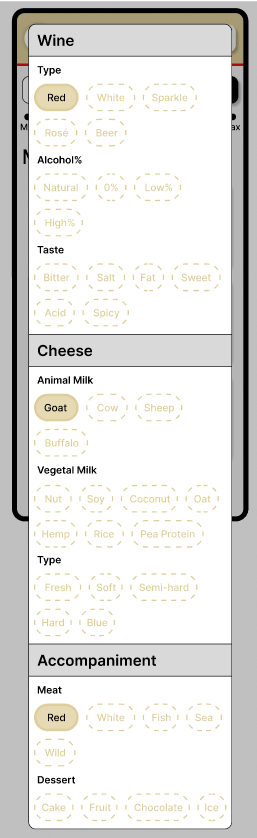 Wine
Type
Red White Sparkle
Rosé Beer
Alcohol%
Natural 0% Low%
High%
Taste
Bitter Salt Fat Sweet
Acid Spicy
Cheese
Animal Milk
Goat Cow Sheep
Buffalo
Vegetal Milk
Nut Soy Coconut Oat
Hemp Rice Pea Protein
Type
Fresh Soft Semi-hard
Hard Blue
Accompaniment
Meat
Red White Fish Sea
Wild
Dessert
Cake Fruit Chocolate Ice